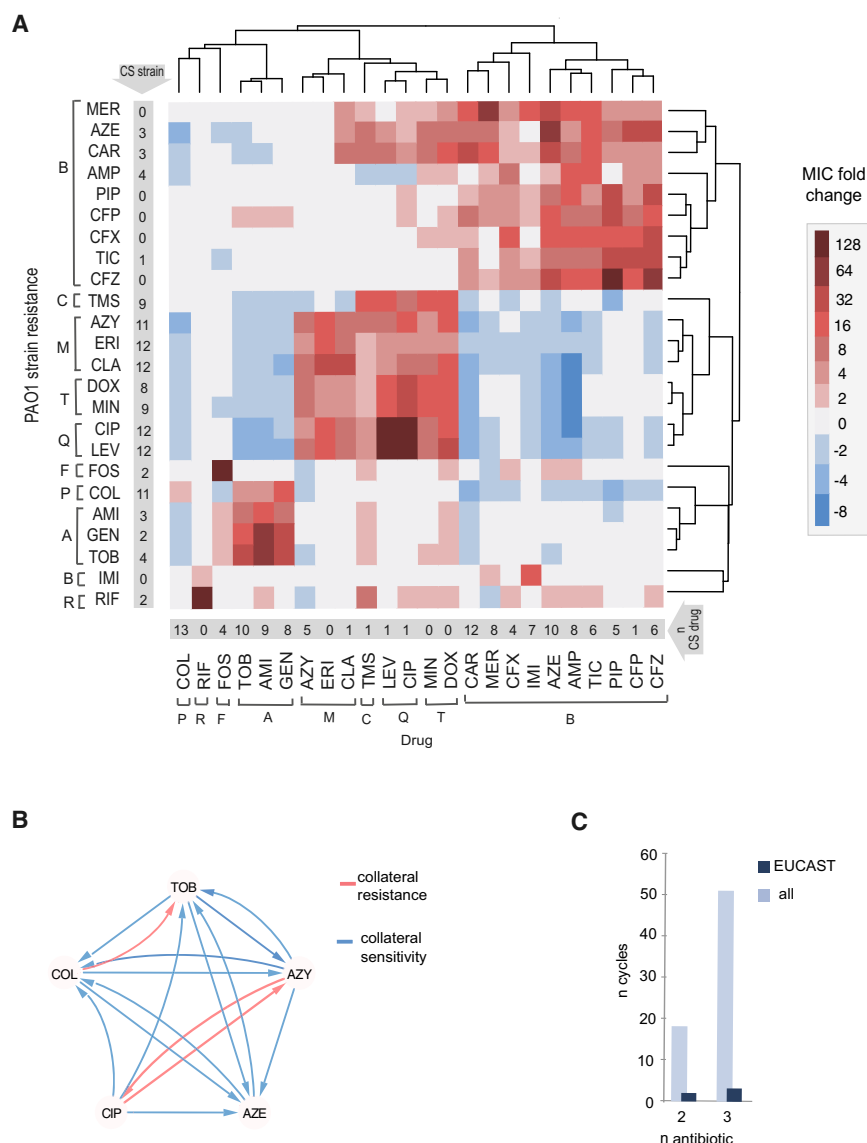 A
CS strain
PAO1 strain resistance
B
MER 0
AZE 3
CAR 3
AMP 4
PIP 0
CFP 0
CFX 0
TIC 1
CFZ 0
C TMS 9
M
AZY 11
ERI 12
CLA 12
T
DOX 8
MIN 9
Q
CIP 12
LEV 12
F FOS 2
P COL 11
A
AMI 3
GEN 2
TOB 4
B IMI 0
R RIF 2
13 0 4 10 9 8 5 0 1 1 1 1 0 0 12 8 4 7 10 8 6 5 1 6
n
CS drug
COL RIF FOS TOB AMI GEN AZY ERI CLA TMS LEV CIP MIN DOX CAR MER CFX IMI AZE AMP TIC PIP CFP CFZ
P R F A M C Q T B
Drug
MIC fold
change
128
64
32
16
8
4
2
0
-2
-4
-8
B
TOB
COL
AZY
CIP
AZE
collateral
resistance
collateral
sensitivity
C
60
50
40
30
20
10
0
n cycles
2 3
n antibiotic
EUCAST
all